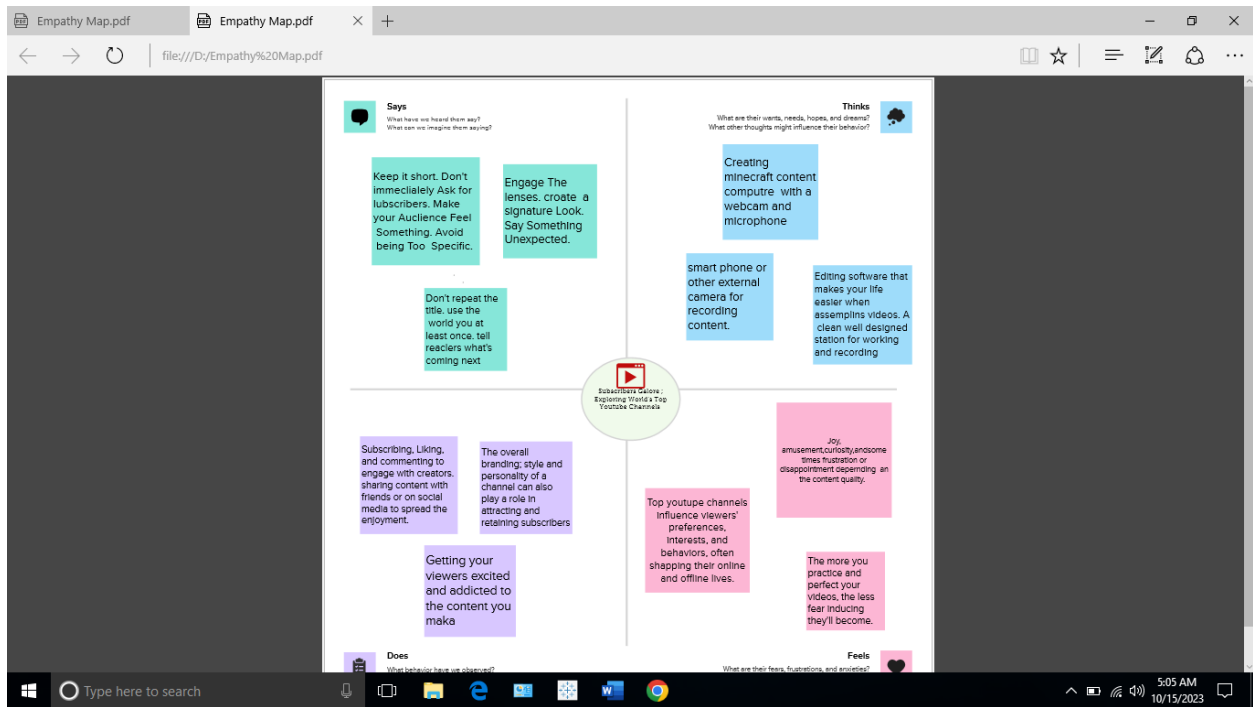 Empathy Map.pdf
Empathy Map.pdf
file:///D:/Empathy%20Map.pdf
Says
What have we heard them say?
What can we imagine them saying?
Thinks
What are their wants, needs, hopes, and dreams?
What other thoughts might influence their behavior?
Keep it short. Don't
immeclialely Ask for
lubscribers. Make
your Auclience Feel
Something. Avoid
being Too Specific.
Engage The
lenses. croate a
signature Look.
Say Something
Unexpected.
Don't repeat the
title. use the
world you at
least once. tell
reaclers what's
coming next
Creating
minecraft content
computre with a
webcam and
microphone
smart phone or
other external
camera for
recording
content.
Editing software that
makes your life
easier when
assemplins videos. A
clean well designed
station for working
and recording
Subscribers Galore ;
Exploring World's Top
Youtube Channels
Subscribing, Liking,
and commenting to
engage with creators.
sharing content with
friends or on social
media to spread the
enjoyment.
The overall
branding; style and
personality of a
channel can also
play a role in
attracting and
retaining subscribers
Getting your
viewers excited
and addicted to
the content you
maka
Joy,
amusement,curiosity,andsome
times frustration or
disappointment depernding an
the content quality.
Top youtupe channels
influence viewers'
preferences,
interests, and
behaviors, often
shapping their online
and offline lives.
The more you
practice and
perfect your
videos, the less
fear inducing
they'll become.
Does
What behavior have we observed?
Feels
What are their fears, frustrations, and anxieties?
Type here to search
5:05 AM
10/15/2023